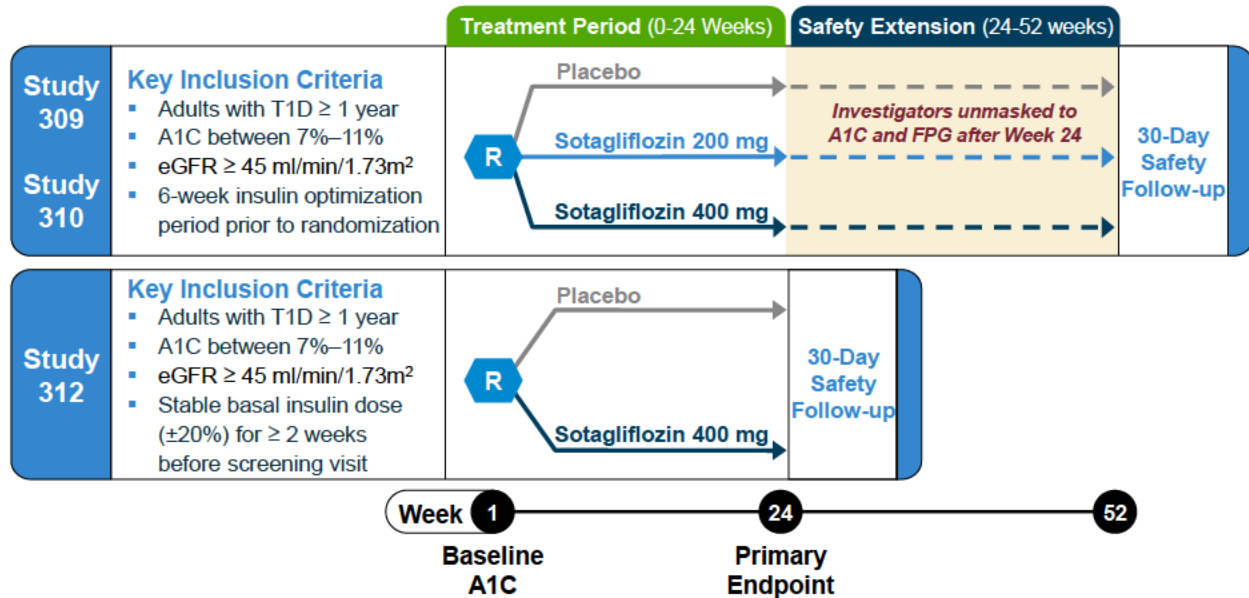 Treatment Period (0-24 Weeks)
Safety Extension (24-52 weeks)
Study
309
Study
310
Key Inclusion Criteria
▪ Adults with T1D ≥ 1 year
▪ A1C between 7%–11%
▪ eGFR ≥ 45 ml/min/1.73m²
▪ 6-week insulin optimization
period prior to randomization
R
Placebo
Sotagliflozin 200 mg
Sotagliflozin 400 mg
Investigators unmasked to
A1C and FPG after Week 24
30-Day
Safety
Follow-up
Study
312
Key Inclusion Criteria
▪ Adults with T1D ≥ 1 year
▪ A1C between 7%–11%
▪ eGFR ≥ 45 ml/min/1.73m²
▪ Stable basal insulin dose
(±20%) for ≥ 2 weeks
before screening visit
R
Placebo
Sotagliflozin 400 mg
30-Day
Safety
Follow-up
Week 1
24
52
Baseline
A1C
Primary
Endpoint